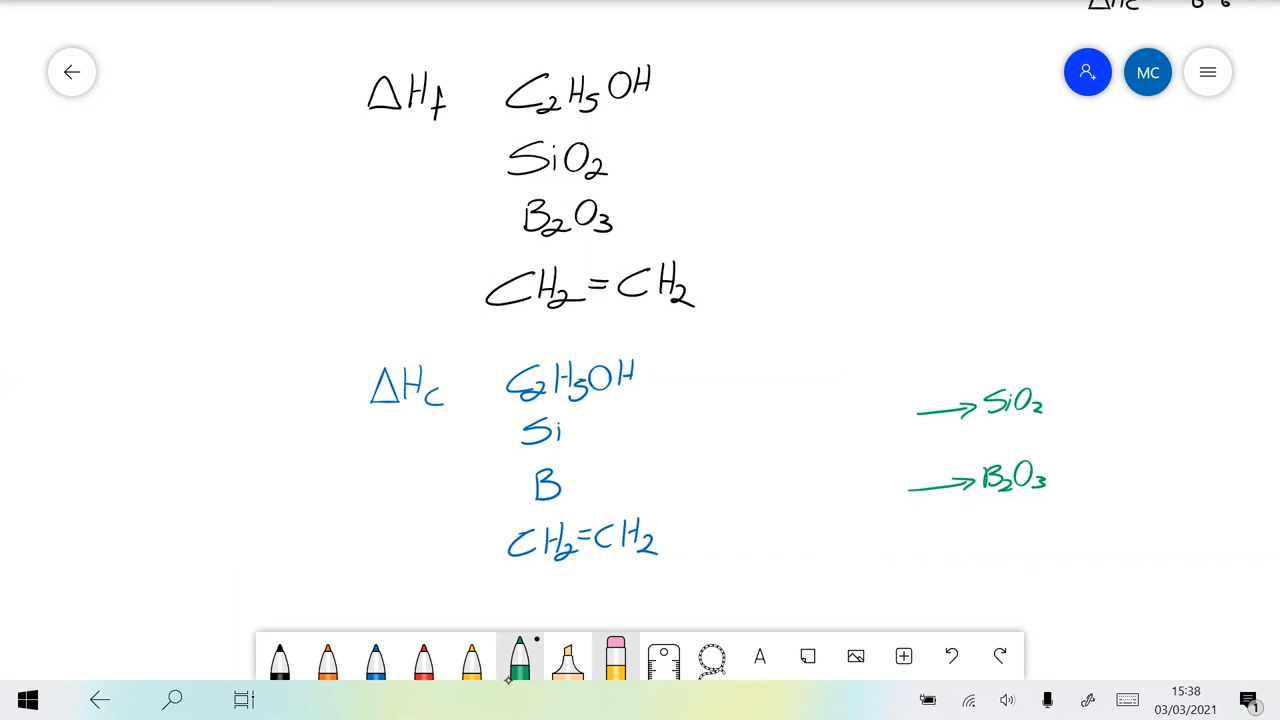 ΔHf C₂H₅OH
SiO₂
B₂O₃
CH₂=CH₂
ΔHc C₂H₅OH
Si → SiO₂
B → B₂O₃
CH₂=CH₂
MC
A
15:38
03/03/2021
1